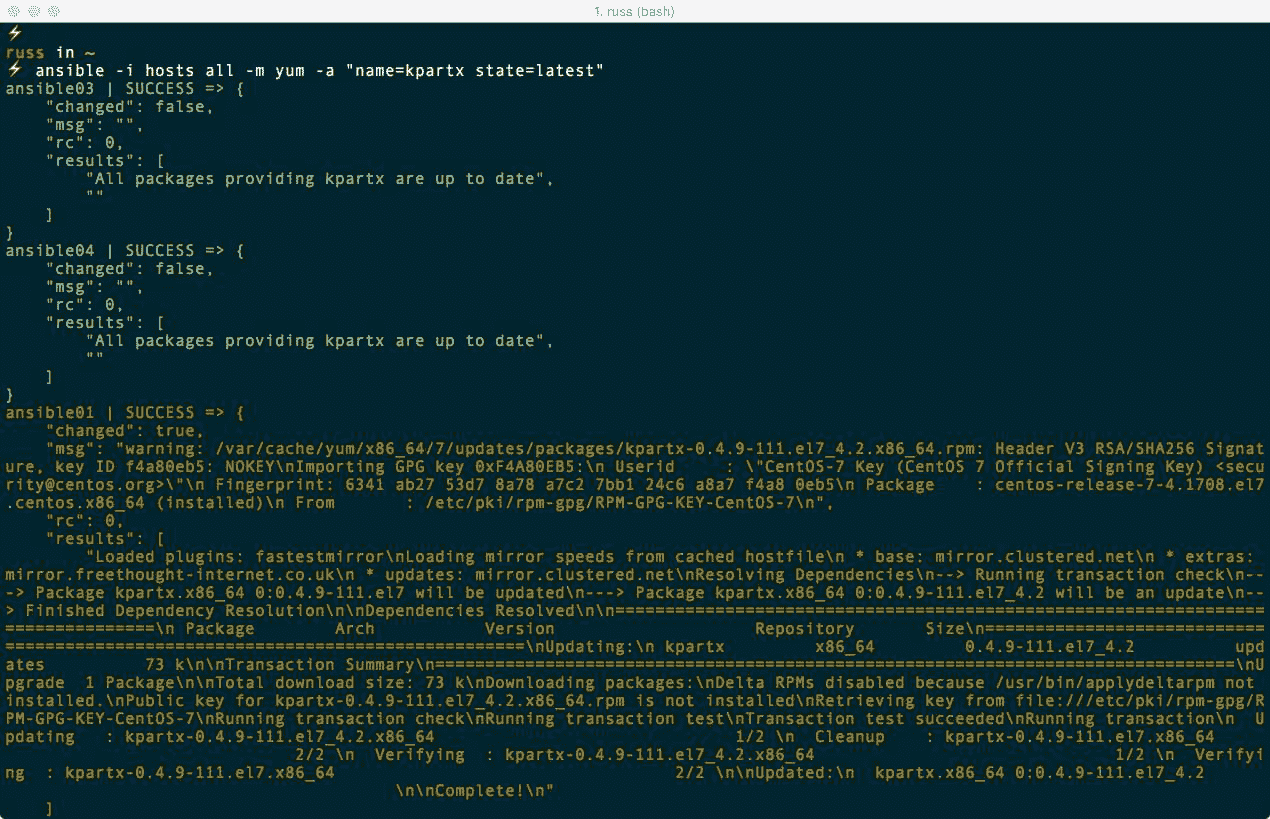 1. russ (bash)
⚡
russ in ~
⚡ ansible -i hosts all -m yum -a "name=kpartx state=latest"
ansible03 | SUCCESS => {
    "changed": false,
    "msg": "",
    "rc": 0,
    "results": [
        "All packages providing kpartx are up to date",
        ""
    ]
}
ansible04 | SUCCESS => {
    "changed": false,
    "msg": "",
    "rc": 0,
    "results": [
        "All packages providing kpartx are up to date",
        ""
    ]
}
ansible01 | SUCCESS => {
    "changed": true,
    "msg": "warning: /var/cache/yum/x86_64/7/updates/packages/kpartx-0.4.9-111.el7_4.2.x86_64.rpm: Header V3 RSA/SHA256 Signat
ure, key ID f4a80eb5: NOKEY\nImporting GPG key 0xF4A80EB5:\n Userid     : \"CentOS-7 Key (CentOS 7 Official Signing Key) <secu
rity@centos.org>\"\n Fingerprint: 6341 ab27 53d7 8a78 a7c2 7bb1 24c6 a8a7 f4a8 0eb5\n Package    : centos-release-7-4.1708.el7
.centos.x86_64 (installed)\n From       : /etc/pki/rpm-gpg/RPM-GPG-KEY-CentOS-7\n",
    "rc": 0,
    "results": [
        "Loaded plugins: fastestmirror\nLoading mirror speeds from cached hostfile\n * base: mirror.clustered.net\n * extras:
mirror.freethought-internet.co.uk\n * updates: mirror.clustered.net\nResolving Dependencies\n--> Running transaction check\n--
-> Package kpartx.x86_64 0:0.4.9-111.el7 will be updated\n---> Package kpartx.x86_64 0:0.4.9-111.el7_4.2 will be an update\n--
> Finished Dependency Resolution\n\nDependencies Resolved\n\n=================================================================
===============\n Package        Arch           Version                    Repository       Size\n============================
====================================================\nUpdating:\n kpartx         x86_64         0.4.9-111.el7_4.2          upd
ates          73 k\n\nTransaction Summary\n================================================================================\nU
pgrade  1 Package\n\nTotal download size: 73 k\nDownloading packages:\nDelta RPMs disabled because /usr/bin/applydeltarpm not
installed.\nPublic key for kpartx-0.4.9-111.el7_4.2.x86_64.rpm is not installed\nRetrieving key from file:///etc/pki/rpm-gpg/R
PM-GPG-KEY-CentOS-7\nRunning transaction check\nRunning transaction test\nTransaction test succeeded\nRunning transaction\n  U
pdating   : kpartx-0.4.9-111.el7_4.2.x86_64                              1/2 \n  Cleanup    : kpartx-0.4.9-111.el7.x86_64
                             2/2 \n  Verifying  : kpartx-0.4.9-111.el7_4.2.x86_64                              1/2 \n  Verifyi
ng  : kpartx-0.4.9-111.el7.x86_64                                  2/2 \n\nUpdated:\n  kpartx.x86_64 0:0.4.9-111.el7_4.2
                                       \n\nComplete!\n"
    ]